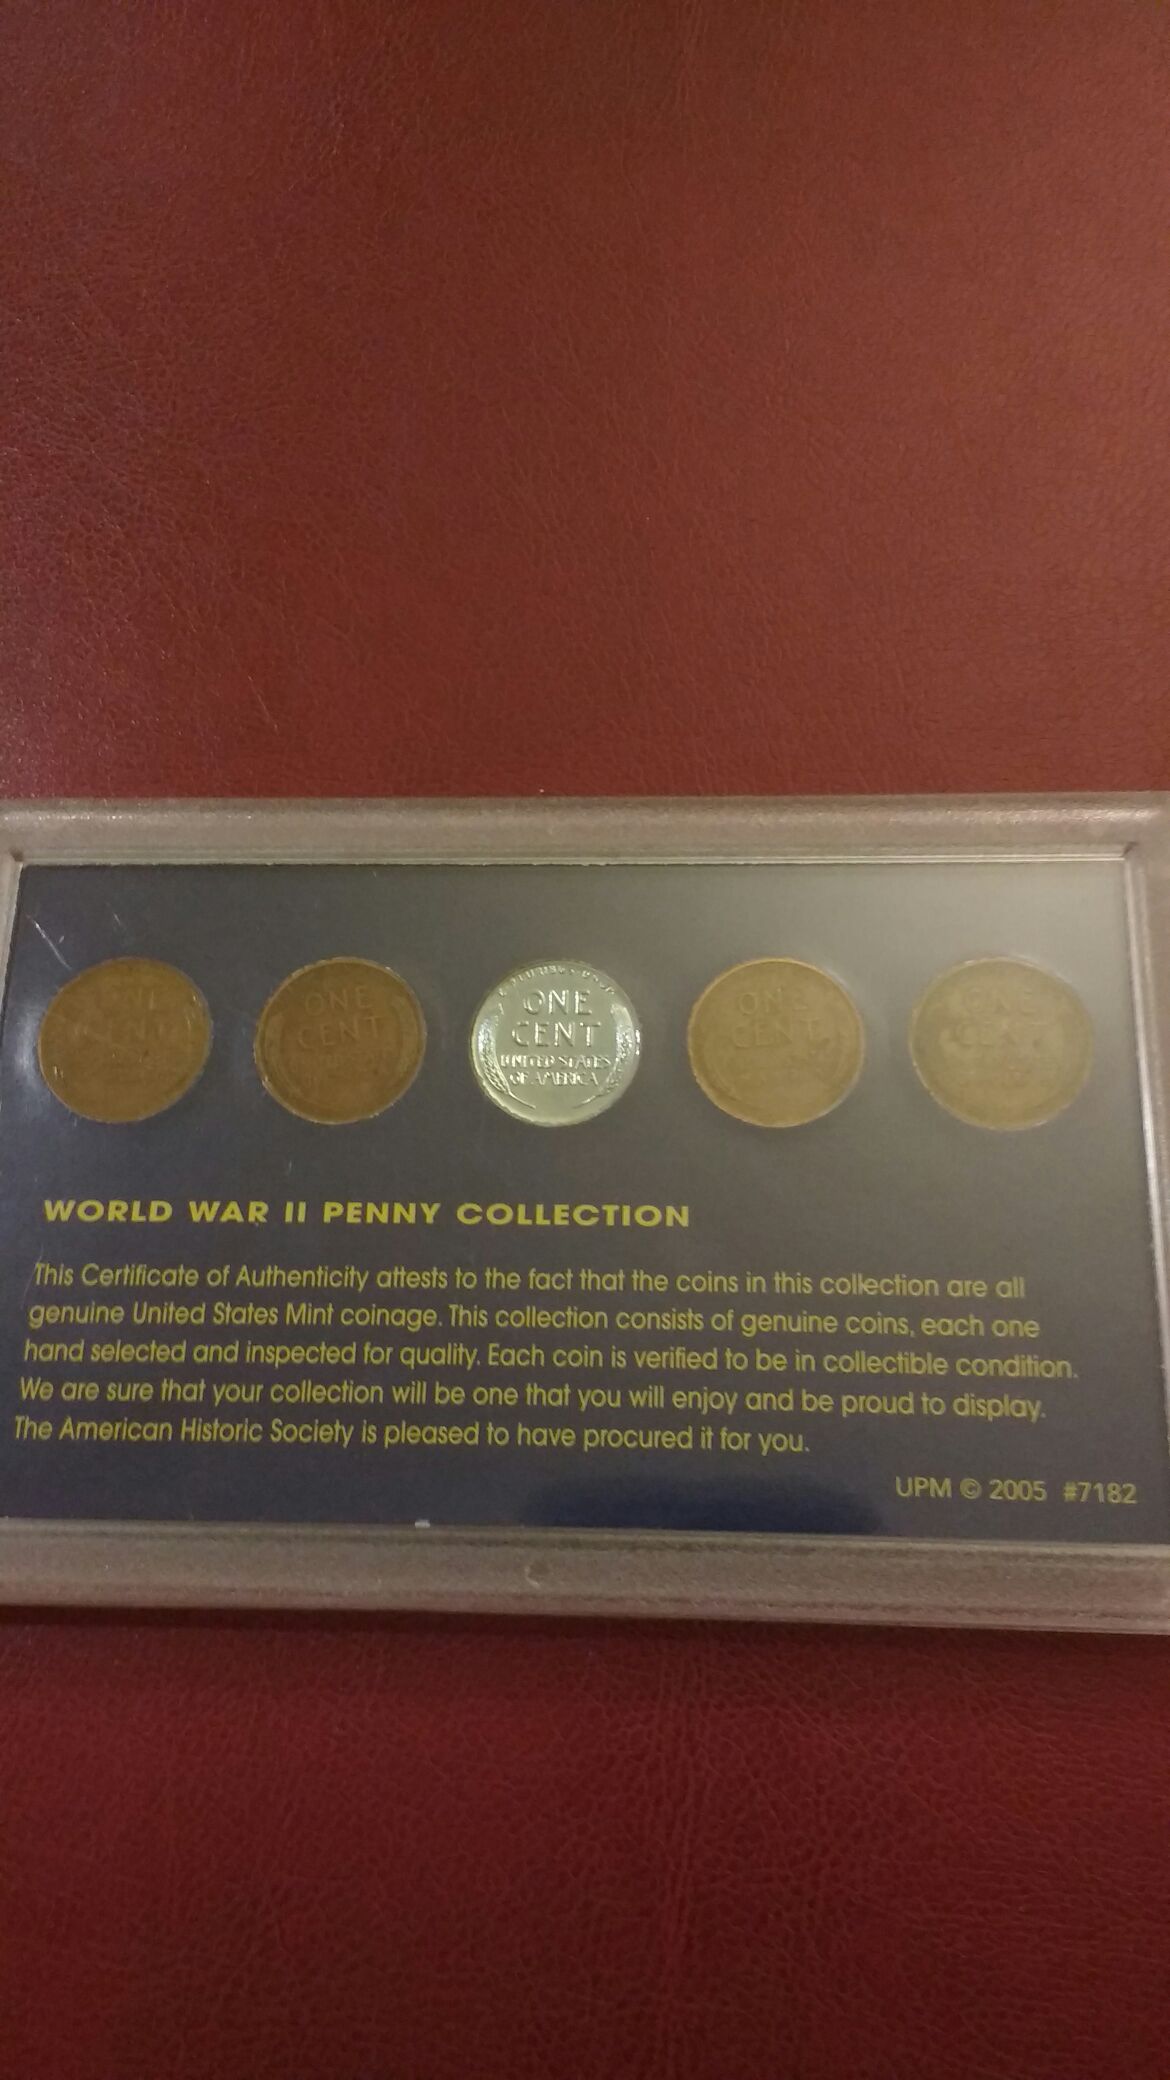 ONE
CENT
ONE
CENT
UNITED STATES
OF AMERICA
ONE
CENT
ONE
CENT
WORLD WAR II PENNY COLLECTION
This Certificate of Authenticity attests to the fact that the coins in this collection are all
genuine United States Mint coinage. This collection consists of genuine coins, each one
hand selected and inspected for quality. Each coin is verified to be in collectible condition.
We are sure that your collection will be one that you will enjoy and be proud to display.
The American Historic Society is pleased to have procured it for you.
UPM © 2005 #7182